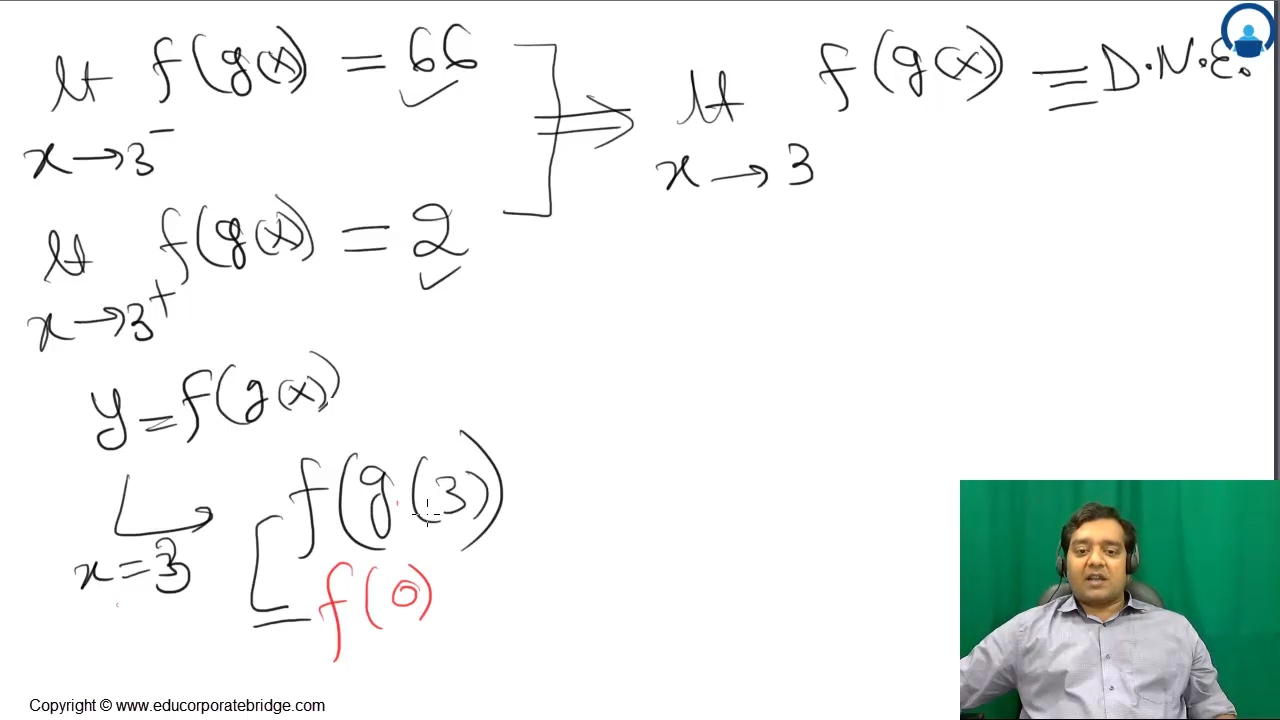 lt f(g(x)) = 66
x → 3⁻
lt f(g(x)) = 2
x → 3⁺
lt f(g(x)) = D.N.E.
x → 3
y = f(g(x))
x = 3
f(g(3))
= f(0)
Copyright © www.educorporatebridge.com